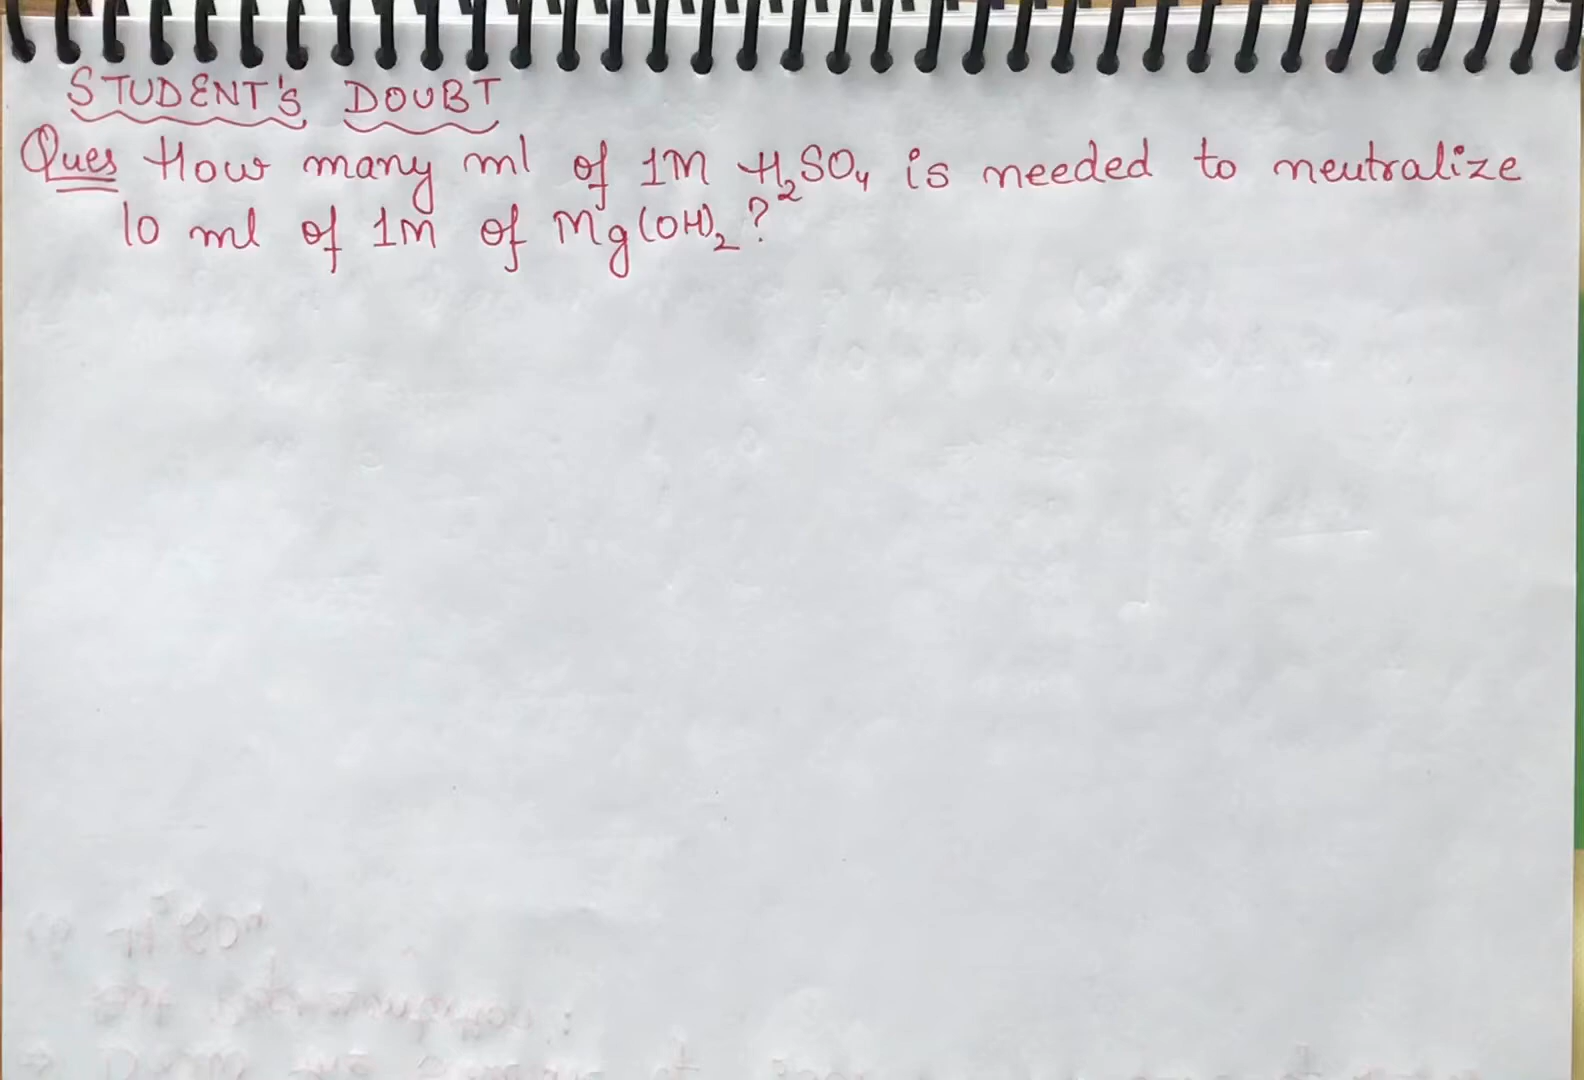 STUDENT'S DOUBT
Ques How many ml of 1M H₂SO₄ is needed to neutralize
10 ml of 1M of Mg(OH)₂?